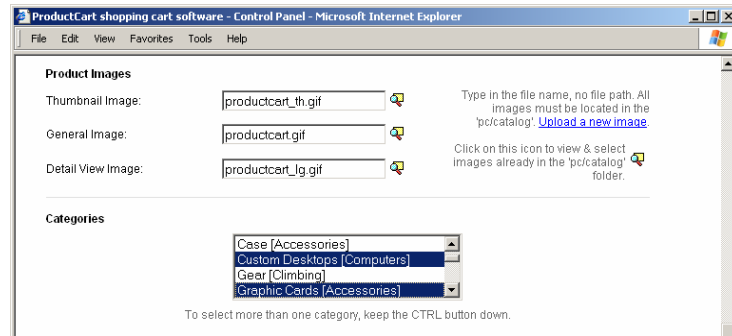 ProductCart shopping cart software - Control Panel - Microsoft Internet Explorer
File Edit View Favorites Tools Help
Product Images
Thumbnail Image: productcart_th.gif
Type in the file name, no file path. All
images must be located in the
'pc/catalog'. Upload a new image.
General Image: productcart.gif
Click on this icon to view & select
images already in the 'pc/catalog'
folder.
Detail View Image: productcart_lg.gif
Categories
Case [Accessories]
Custom Desktops [Computers]
Gear [Climbing]
Graphic Cards [Accessories]
To select more than one category, keep the CTRL button down.